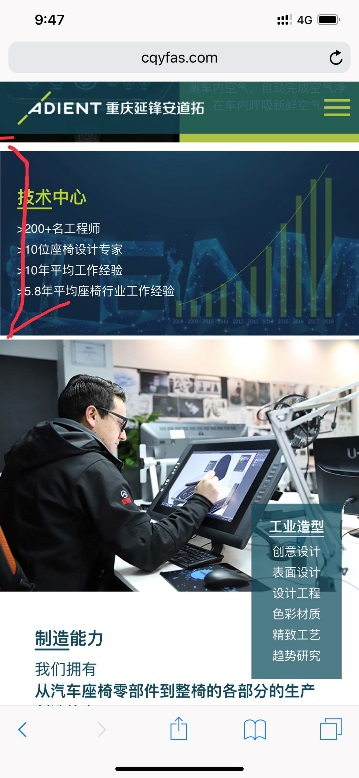 9:47
4G
cqyfas.com
ADIENT 重庆延锋安道拓
技术中心
>200+名工程师
>10位座椅设计专家
>10年平均工作经验
>5.8年平均座椅行业工作经验
TEAM
工业造型
创意设计
表面设计
设计工程
色彩材质
精致工艺
趋势研究
制造能力
我们拥有
从汽车座椅零部件到整椅的各部分的生产